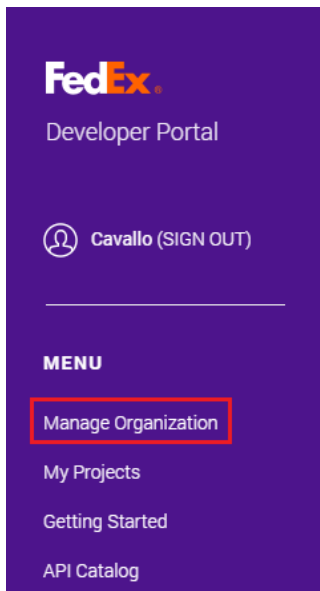 FedEx®
Developer Portal
Cavallo (SIGN OUT)
MENU
Manage Organization
My Projects
Getting Started
API Catalog